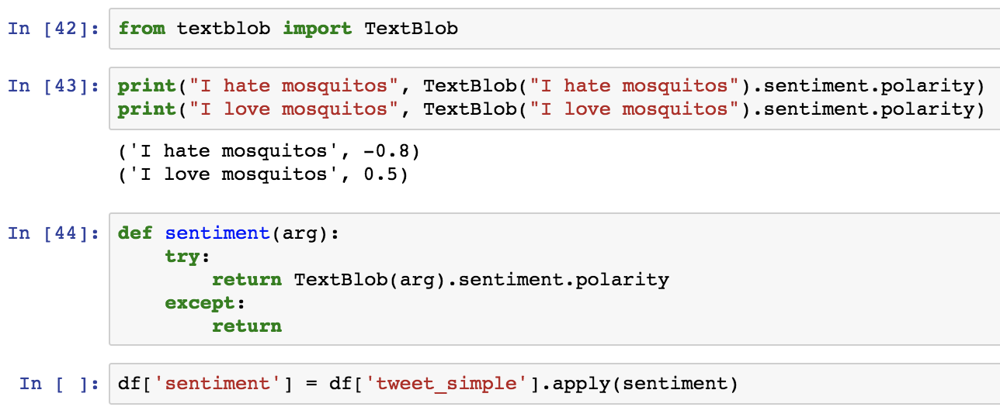 In [42]: from textblob import TextBlob
In [43]: print("I hate mosquitos", TextBlob("I hate mosquitos").sentiment.polarity)
print("I love mosquitos", TextBlob("I love mosquitos").sentiment.polarity)
('I hate mosquitos', -0.8)
('I love mosquitos', 0.5)
In [44]: def sentiment(arg):
    try:
        return TextBlob(arg).sentiment.polarity
    except:
        return
In [ ]: df['sentiment'] = df['tweet_simple'].apply(sentiment)